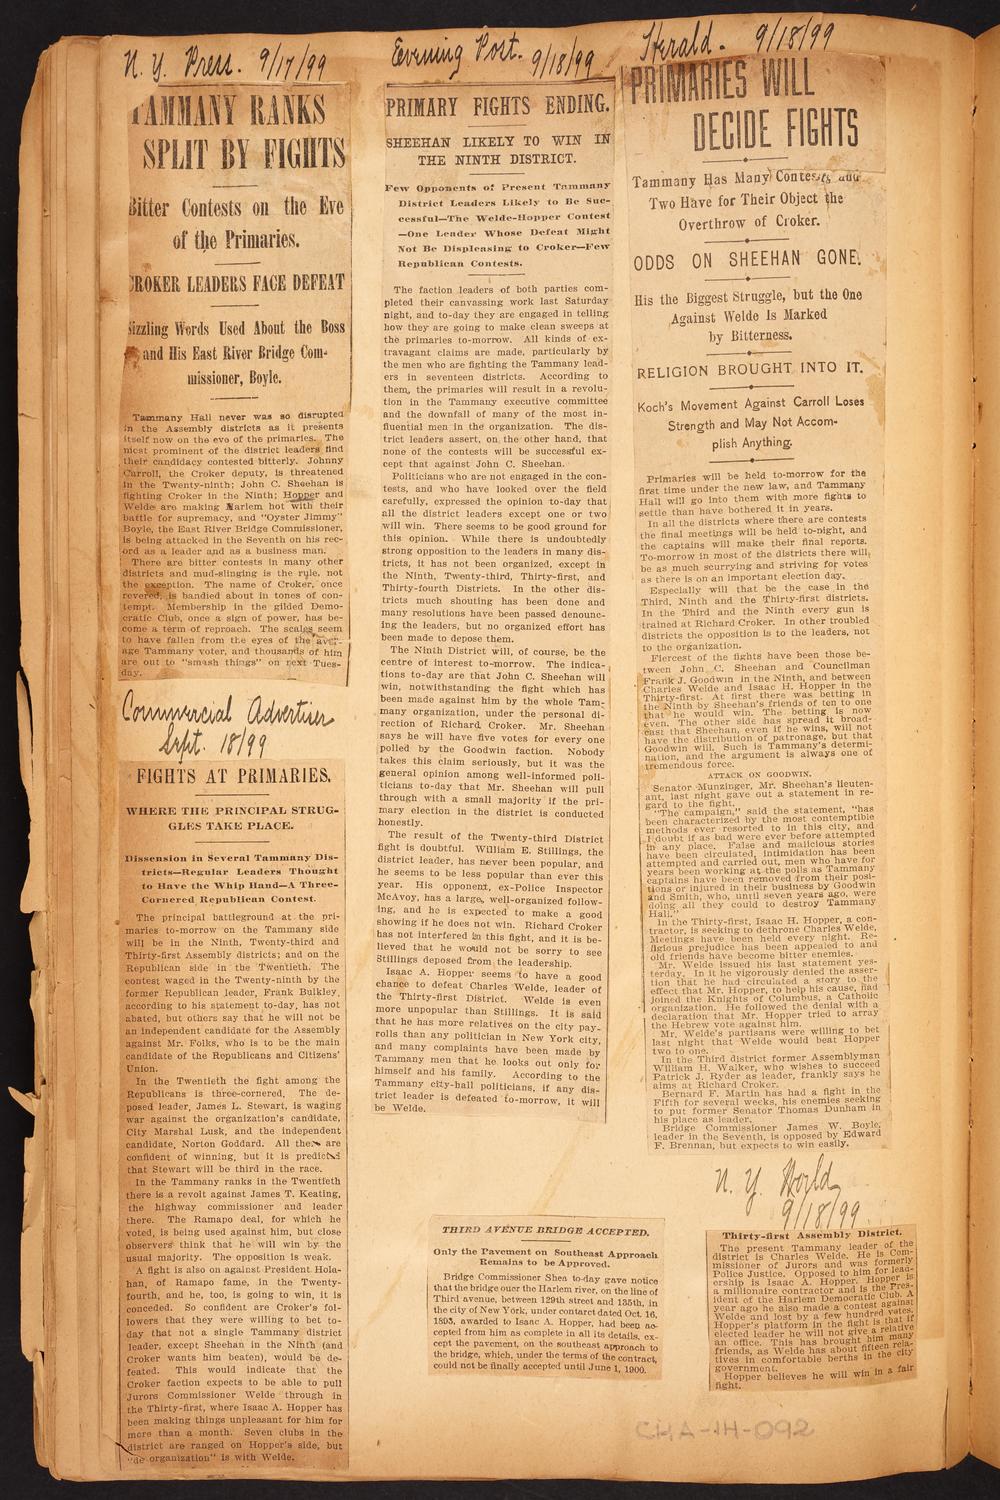 N. Y. Press. 9/17/99
TAMMANY RANKS
SPLIT BY FIGHTS
Bitter Contests on the Eve
of the Primaries.
CROKER LEADERS FACE DEFEAT
Sizzling Words Used About the Boss
and His East River Bridge Com-
missioner, Boyle.
Tammany Hall never was so disrupted
in the Assembly districts as it presents
itself now on the eve of the primaries. The
most prominent of the district leaders find
their candidacy contested bitterly. Johnny
Carroll, the Croker deputy, is threatened
in the Twenty-ninth; John C. Sheehan is
fighting Croker in the Ninth; Hopper and
Welde are making Harlem hot with their
battle for supremacy, and "Oyster Jimmy"
Boyle, the East River Bridge Commissioner,
is being attacked in the Seventh on his rec-
ord as a leader and as a business man.
There are bitter contests in many other
districts and mud-slinging is the rule, not
the exception. The name of Croker, once
revered, is bandied about in tones of con-
tempt. Membership in the gilded Demo-
cratic Club, once a sign of power, has be-
come a term of reproach. The scales seem
to have fallen from the eyes of the aver-
age Tammany voter, and thousands of him
are out to "smash things" on next Tues-
day.
Commercial Advertiser
Sept. 18/99
FIGHTS AT PRIMARIES.
WHERE THE PRINCIPAL STRUG-
GLES TAKE PLACE.
Dissension in Several Tammany Dis-
tricts—Regular Leaders Thought
to Have the Whip Hand—A Three-
Cornered Republican Contest.
The principal battleground at the pri-
maries to-morrow on the Tammany side
will be in the Ninth, Twenty-third and
Thirty-first Assembly districts; and on the
Republican side in the Twentieth. The
contest waged in the Twenty-ninth by the
former Republican leader, Frank Bulkley,
according to his statement to-day, has not
abated, but others say that he will not be
an independent candidate for the Assembly
against Mr. Folks, who is to be the main
candidate of the Republicans and Citizens'
Union.
In the Twentieth the fight among the
Republicans is three-cornered. The de-
posed leader, James L. Stewart, is waging
war against the organization's candidate,
City Marshal Lusk, and the independent
candidate, Norton Goddard. All these are
confident of winning, but it is predicted
that Stewart will be third in the race.
In the Tammany ranks in the Twentieth
there is a revolt against James T. Keating,
the highway commissioner and leader
there. The Ramapo deal, for which he
voted, is being used against him, but close
observers think that he will win by the
usual majority. The opposition is weak.
A fight is also on against President Hola-
han, of Ramapo fame, in the Twenty-
fourth, and he, too, is going to win, it is
conceded. So confident are Croker's fol-
lowers that they were willing to bet to-
day that not a single Tammany district
leader, except Sheehan in the Ninth (and
Croker wants him beaten), would be de-
feated. This would indicate that the
Croker faction expects to be able to pull
Jurors Commissioner Welde through in
the Thirty-first, where Isaac A. Hopper has
been making things unpleasant for him for
more than a month. Seven clubs in the
district are ranged on Hopper's side, but
"de organization" is with Welde.
Evening Post. 9/18/99
PRIMARY FIGHTS ENDING.
SHEEHAN LIKELY TO WIN IN
THE NINTH DISTRICT.
Few Opponents of Present Tammany
District Leaders Likely to Be Suc-
cessful—The Welde-Hopper Contest
—One Leader Whose Defeat Might
Not Be Displeasing to Croker—Few
Republican Contests.
The faction leaders of both parties com-
pleted their canvassing work last Saturday
night, and to-day they are engaged in telling
how they are going to make clean sweeps at
the primaries to-morrow. All kinds of ex-
travagant claims are made, particularly by
the men who are fighting the Tammany lead-
ers in seventeen districts. According to
them, the primaries will result in a revolu-
tion in the Tammany executive committee
and the downfall of many of the most in-
fluential men in the organization. The dis-
trict leaders assert, on the other hand, that
none of the contests will be successful ex-
cept that against John C. Sheehan.
Politicians who are not engaged in the con-
tests, and who have looked over the field
carefully, expressed the opinion to-day that
all the district leaders except one or two
will win. There seems to be good ground for
this opinion. While there is undoubtedly
strong opposition to the leaders in many dis-
tricts, it has not been organized, except in
the Ninth, Twenty-third, Thirty-first, and
Thirty-fourth Districts. In the other dis-
tricts much shouting has been done and
many resolutions have been passed denounc-
ing the leaders, but no organized effort has
been made to depose them.
The Ninth District will, of course, be the
centre of interest to-morrow. The indica-
tions to-day are that John C. Sheehan will
win, notwithstanding the fight which has
been made against him by the whole Tam-
many organization, under the personal di-
rection of Richard Croker. Mr. Sheehan
says he will have five votes for every one
polled by the Goodwin faction. Nobody
takes this claim seriously, but it was the
general opinion among well-informed poli-
ticians to-day that Mr. Sheehan will pull
through with a small majority if the pri-
mary election in the district is conducted
honestly.
The result of the Twenty-third District
fight is doubtful. William E. Stillings, the
district leader, has never been popular, and
he seems to be less popular than ever this
year. His opponent, ex-Police Inspector
McAvoy, has a large, well-organized follow-
ing, and he is expected to make a good
showing if he does not win. Richard Croker
has not interfered in this fight, and it is be-
lieved that he would not be sorry to see
Stillings deposed from the leadership.
Isaac A. Hopper seems to have a good
chance to defeat Charles Welde, leader of
the Thirty-first District. Welde is even
more unpopular than Stillings. It is said
that he has more relatives on the city pay-
rolls than any politician in New York city,
and many complaints have been made by
Tammany men that he looks out only for
himself and his family. According to the
Tammany city-hall politicians, if any dis-
trict leader is defeated to-morrow, it will
be Welde.
THIRD AVENUE BRIDGE ACCEPTED.
Only the Pavement on Southeast Approach
Remains to be Approved.
Bridge Commissioner Shea to-day gave notice
that the bridge over the Harlem river, on the line of
Third avenue, between 129th street and 135th, in
the city of New York, under contarct dated Oct. 16,
1893, awarded to Isaac A. Hopper, had been ac-
cepted from him as complete in all its details, ex-
cept the pavement, on the southeast approach to
the bridge, which, under the terms of the contract,
could not be finally accepted until June 1, 1900.
Herald. 9/18/99
PRIMARIES WILL
DECIDE FIGHTS
Tammany Has Many Contests and
Two Have for Their Object the
Overthrow of Croker.
ODDS ON SHEEHAN GONE.
His the Biggest Struggle, but the One
Against Welde Is Marked
by Bitterness.
RELIGION BROUGHT INTO IT.
Koch's Movement Against Carroll Loses
Strength and May Not Accom-
plish Anything.
Primaries will be held to-morrow for the
first time under the new law, and Tammany
Hall will go into them with more fights to
settle than have bothered it in years.
In all the districts where there are contests
the final meetings will be held to-night, and
the captains will make their final reports.
To-morrow in most of the districts there will
be as much scurrying and striving for votes
as there is on an important election day.
Especially will that be the case in the
Third, Ninth and the Thirty-first districts.
In the Third and the Ninth every gun is
trained at Richard Croker. In other troubled
districts the opposition is to the leaders, not
to the organization.
Fiercest of the fights have been those be-
tween John C. Sheehan and Councilman
Frank J. Goodwin in the Ninth, and between
Charles Welde and Isaac H. Hopper in the
Thirty-first. At first there was betting in
the Ninth by Sheehan's friends of ten to one
that he would win. The betting is now
even. The other side has spread it broad-
cast that Sheehan, even if he wins, will not
have the distribution of patronage, but that
Goodwin will. Such is Tammany's determi-
nation, and the argument is always one of
tremendous force.
ATTACK ON GOODWIN.
Senator Munzinger, Mr. Sheehan's lieuten-
ant, last night gave out a statement in re-
gard to the fight.
"The campaign," said the statement, "has
been characterized by the most contemptible
methods ever resorted to in this city, and
I doubt if as bad were ever before attempted
in any place. False and malicious stories
have been circulated, intimidation has been
attempted and carried out, men who have for
years been working at the polls as Tammany
captains have been removed from their posi-
tions or injured in their business by Goodwin
and Smith, who, until seven years ago, were
doing all they could to destroy Tammany
Hall."
In the Thirty-first, Isaac H. Hopper, a con-
tractor, is seeking to dethrone Charles Welde.
Meetings have been held every night. Re-
ligious prejudice has been appealed to and
old friends have become bitter enemies.
Mr. Welde issued his last statement yes-
terday. In it he vigorously denied the asser-
tion that he had circulated a story to the
effect that Mr. Hopper, to help his cause, had
joined the Knights of Columbus, a Catholic
organization. He followed the denial with a
declaration that Mr. Hopper tried to array
the Hebrew vote against him.
Mr. Welde's partisans were willing to bet
last night that Welde would beat Hopper
two to one.
In the Third district former Assemblyman
William H. Walker, who wishes to succeed
Patrick J. Ryder as leader, frankly says he
aims at Richard Croker.
Bernard F. Martin has had a fight in the
Fifth for several weeks, his enemies seeking
to put former Senator Thomas Dunham in
his place as leader.
Bridge Commissioner James W. Boyle,
leader in the Seventh, is opposed by Edward
F. Brennan, but expects to win easily.
N. Y. World
9/18/99
Thirty-first Assembly District.
The present Tammany leader of the
district is Charles Welde. He is Com-
missioner of Jurors and was formerly
Police Justice. Opposed to him for lead-
ership is Isaac A. Hopper. Hopper is
a millionaire contractor and is the Pres-
ident of the Harlem Democratic Club. A
year ago he also made a contest against
Welde and lost by a few hundred votes.
Hopper's platform in the fight is that if
elected leader he will not give a relative
an office. This has brought him many
friends, as Welde has about fifteen rela-
tives in comfortable berths in the city
government.
Hopper believes he will win in a fair
fight.
CHA-IH-092